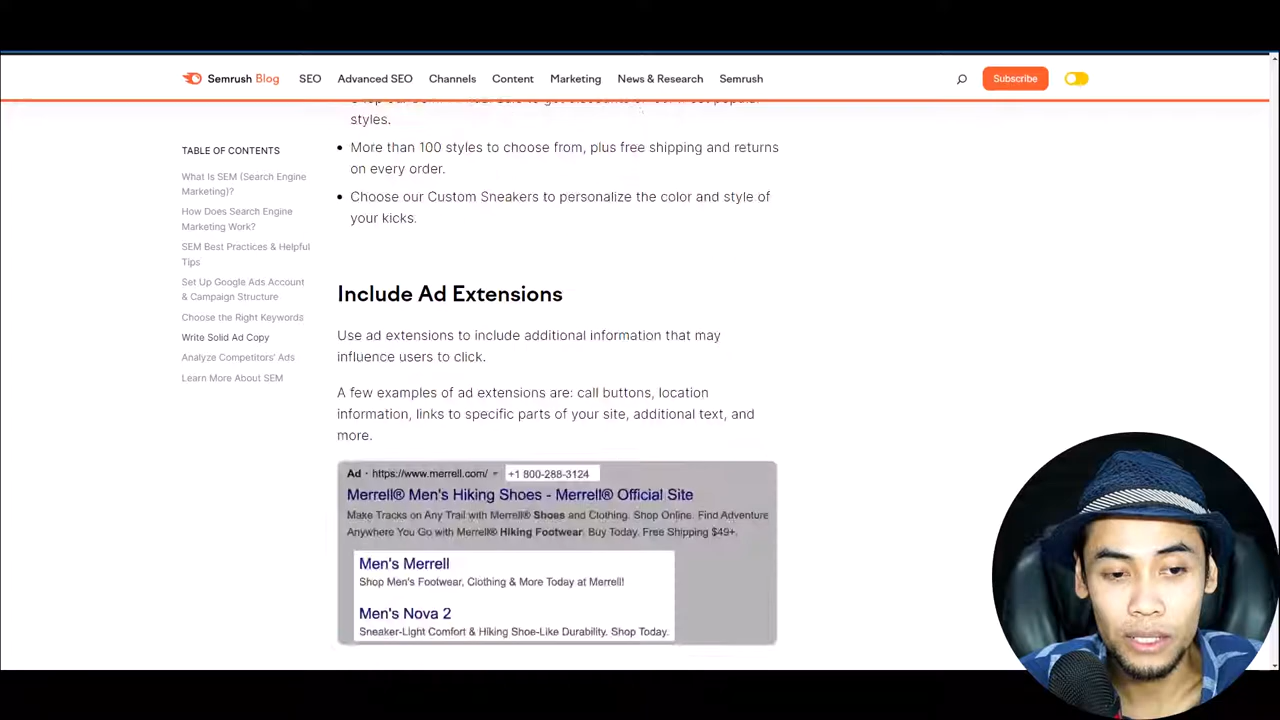 Semrush Blog SEO Advanced SEO Channels Content Marketing News & Research Semrush Subscribe
TABLE OF CONTENTS
What Is SEM (Search Engine
Marketing)?
How Does Search Engine
Marketing Work?
SEM Best Practices & Helpful
Tips
Set Up Google Ads Account
& Campaign Structure
Choose the Right Keywords
Write Solid Ad Copy
Analyze Competitors' Ads
Learn More About SEM
styles.
More than 100 styles to choose from, plus free shipping and returns
on every order.
Choose our Custom Sneakers to personalize the color and style of
your kicks.
Include Ad Extensions
Use ad extensions to include additional information that may
influence users to click.
A few examples of ad extensions are: call buttons, location
information, links to specific parts of your site, additional text, and
more.
Ad · https://www.merrell.com/ +1 800-288-3124
Merrell® Men's Hiking Shoes - Merrell® Official Site
Make Tracks on Any Trail with Merrell® Shoes and Clothing. Shop Online. Find Adventure
Anywhere You Go with Merrell® Hiking Footwear. Buy Today. Free Shipping $49+.
Men's Merrell
Shop Men's Footwear, Clothing & More Today at Merrell!
Men's Nova 2
Sneaker-Light Comfort & Hiking Shoe-Like Durability. Shop Today.